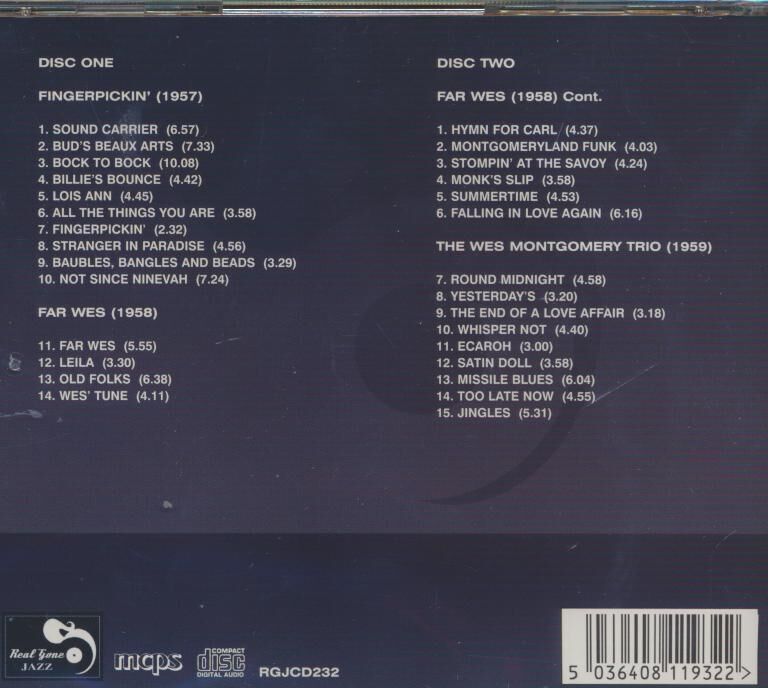 DISC ONE
FINGERPICKIN' (1957)
1. SOUND CARRIER (6.57)
2. BUD'S BEAUX ARTS (7.33)
3. BOCK TO BOCK (10.08)
4. BILLIE'S BOUNCE (4.42)
5. LOIS ANN (4.45)
6. ALL THE THINGS YOU ARE (3.58)
7. FINGERPICKIN' (2.32)
8. STRANGER IN PARADISE (4.56)
9. BAUBLES, BANGLES AND BEADS (3.29)
10. NOT SINCE NINEVAH (7.24)
FAR WES (1958)
11. FAR WES (5.55)
12. LEILA (3.30)
13. OLD FOLKS (6.38)
14. WES' TUNE (4.11)
DISC TWO
FAR WES (1958) Cont.
1. HYMN FOR CARL (4.37)
2. MONTGOMERYLAND FUNK (4.03)
3. STOMPIN' AT THE SAVOY (4.24)
4. MONK'S SLIP (3.58)
5. SUMMERTIME (4.53)
6. FALLING IN LOVE AGAIN (6.16)
THE WES MONTGOMERY TRIO (1959)
7. ROUND MIDNIGHT (4.58)
8. YESTERDAY'S (3.20)
9. THE END OF A LOVE AFFAIR (3.18)
10. WHISPER NOT (4.40)
11. ECAROH (3.00)
12. SATIN DOLL (3.58)
13. MISSILE BLUES (6.04)
14. TOO LATE NOW (4.55)
15. JINGLES (5.31)
Real Gone
JAZZ
mcps
COMPACT
disc
DIGITAL AUDIO
RGJCD232
5 036408 119322 >